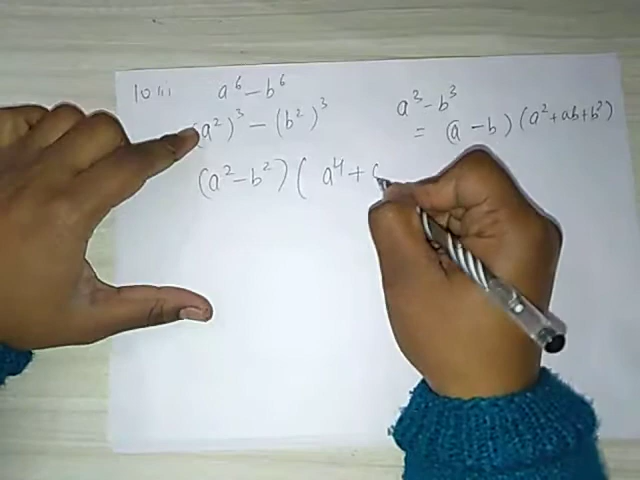 10 iii a⁶ – b⁶
(a²)³ – (b²)³
(a² – b²) ( a⁴ +
a³ – b³
= (a – b) (a² + ab + b²)